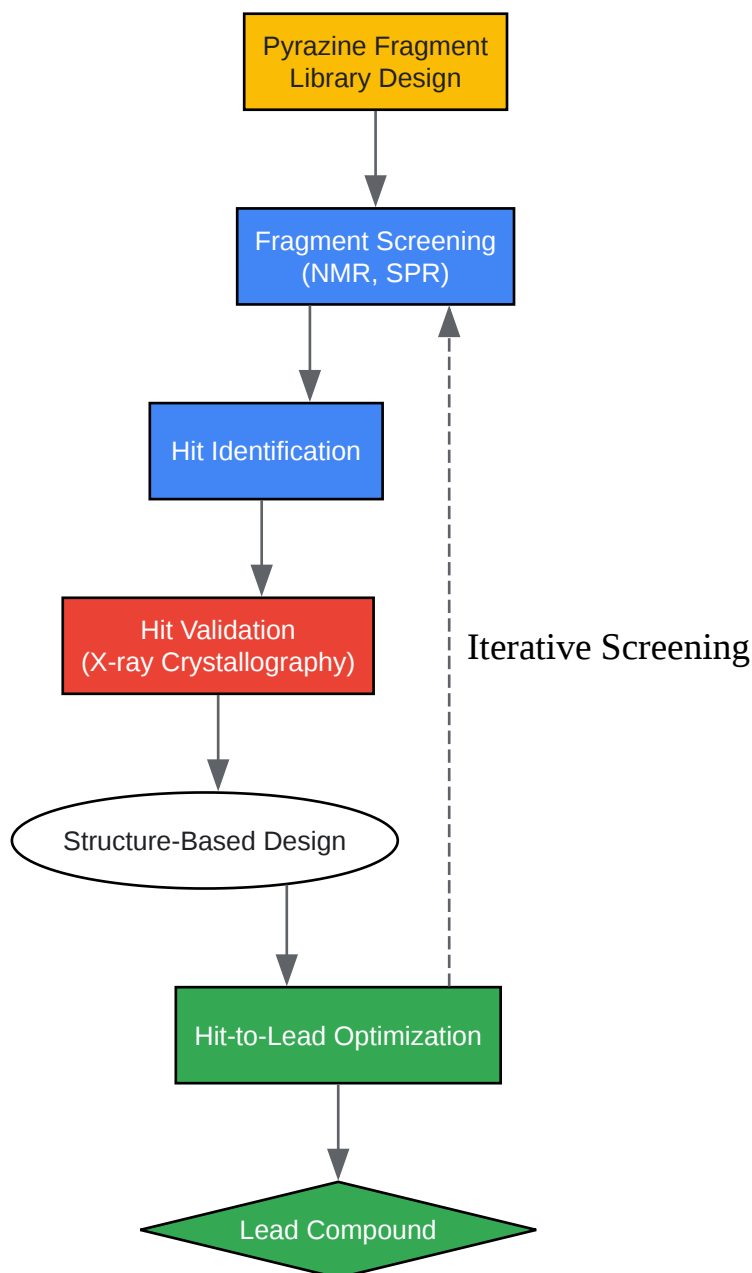 Pyrazine Fragment
Library Design
Fragment Screening
(NMR, SPR)
Hit Identification
Hit Validation
(X-ray Crystallography)
Iterative Screening
Structure-Based Design
Hit-to-Lead Optimization
Lead Compound